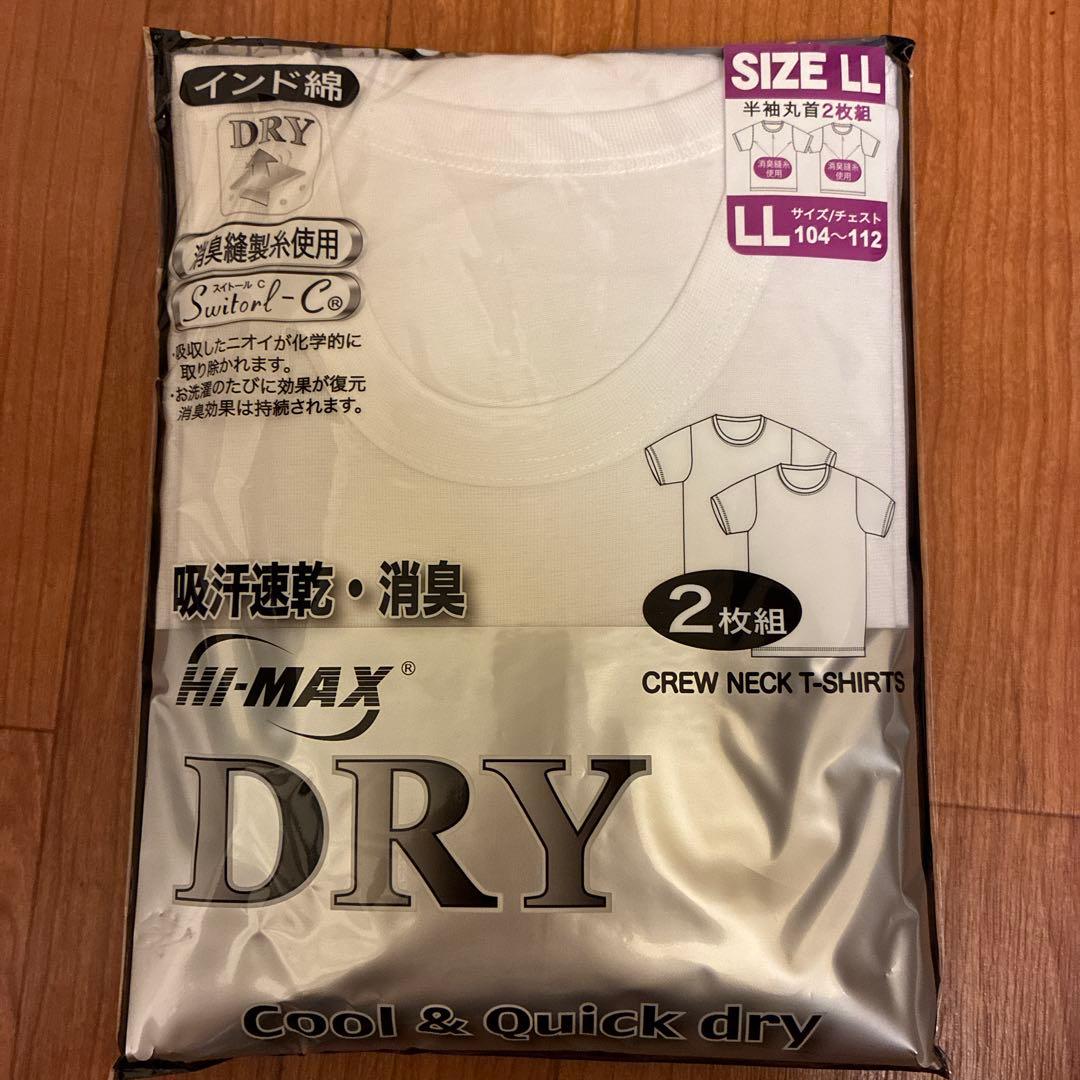 インド綿
DRY
消臭縫製糸使用
スイトール C
Switorl-C®
・吸収したニオイが化学的に
取り除かれます。
・お洗濯のたびに効果が復元
消臭効果は持続されます。
SIZE LL
半袖丸首2枚組
消臭縫糸
使用
消臭縫糸
使用
LL サイズ/チェスト
104~112
吸汗速乾・消臭
2枚組
CREW NECK T-SHIRTS
HI-MAX®
DRY
Cool & Quick dry